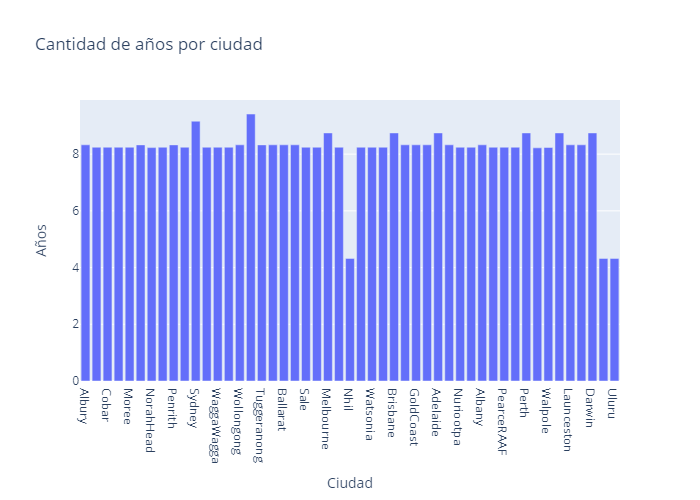 Cantidad de años por ciudad
Años
8
6
4
2
0
Albury
Cobar
Moree
NorahHead
Penrith
Sydney
WaggaWagga
Wollongong
Tuggeranong
Ballarat
Sale
Melbourne
Nhil
Watsonia
Brisbane
GoldCoast
Adelaide
Nuriootpa
Albany
PearceRAAF
Perth
Walpole
Launceston
Darwin
Uluru
Ciudad